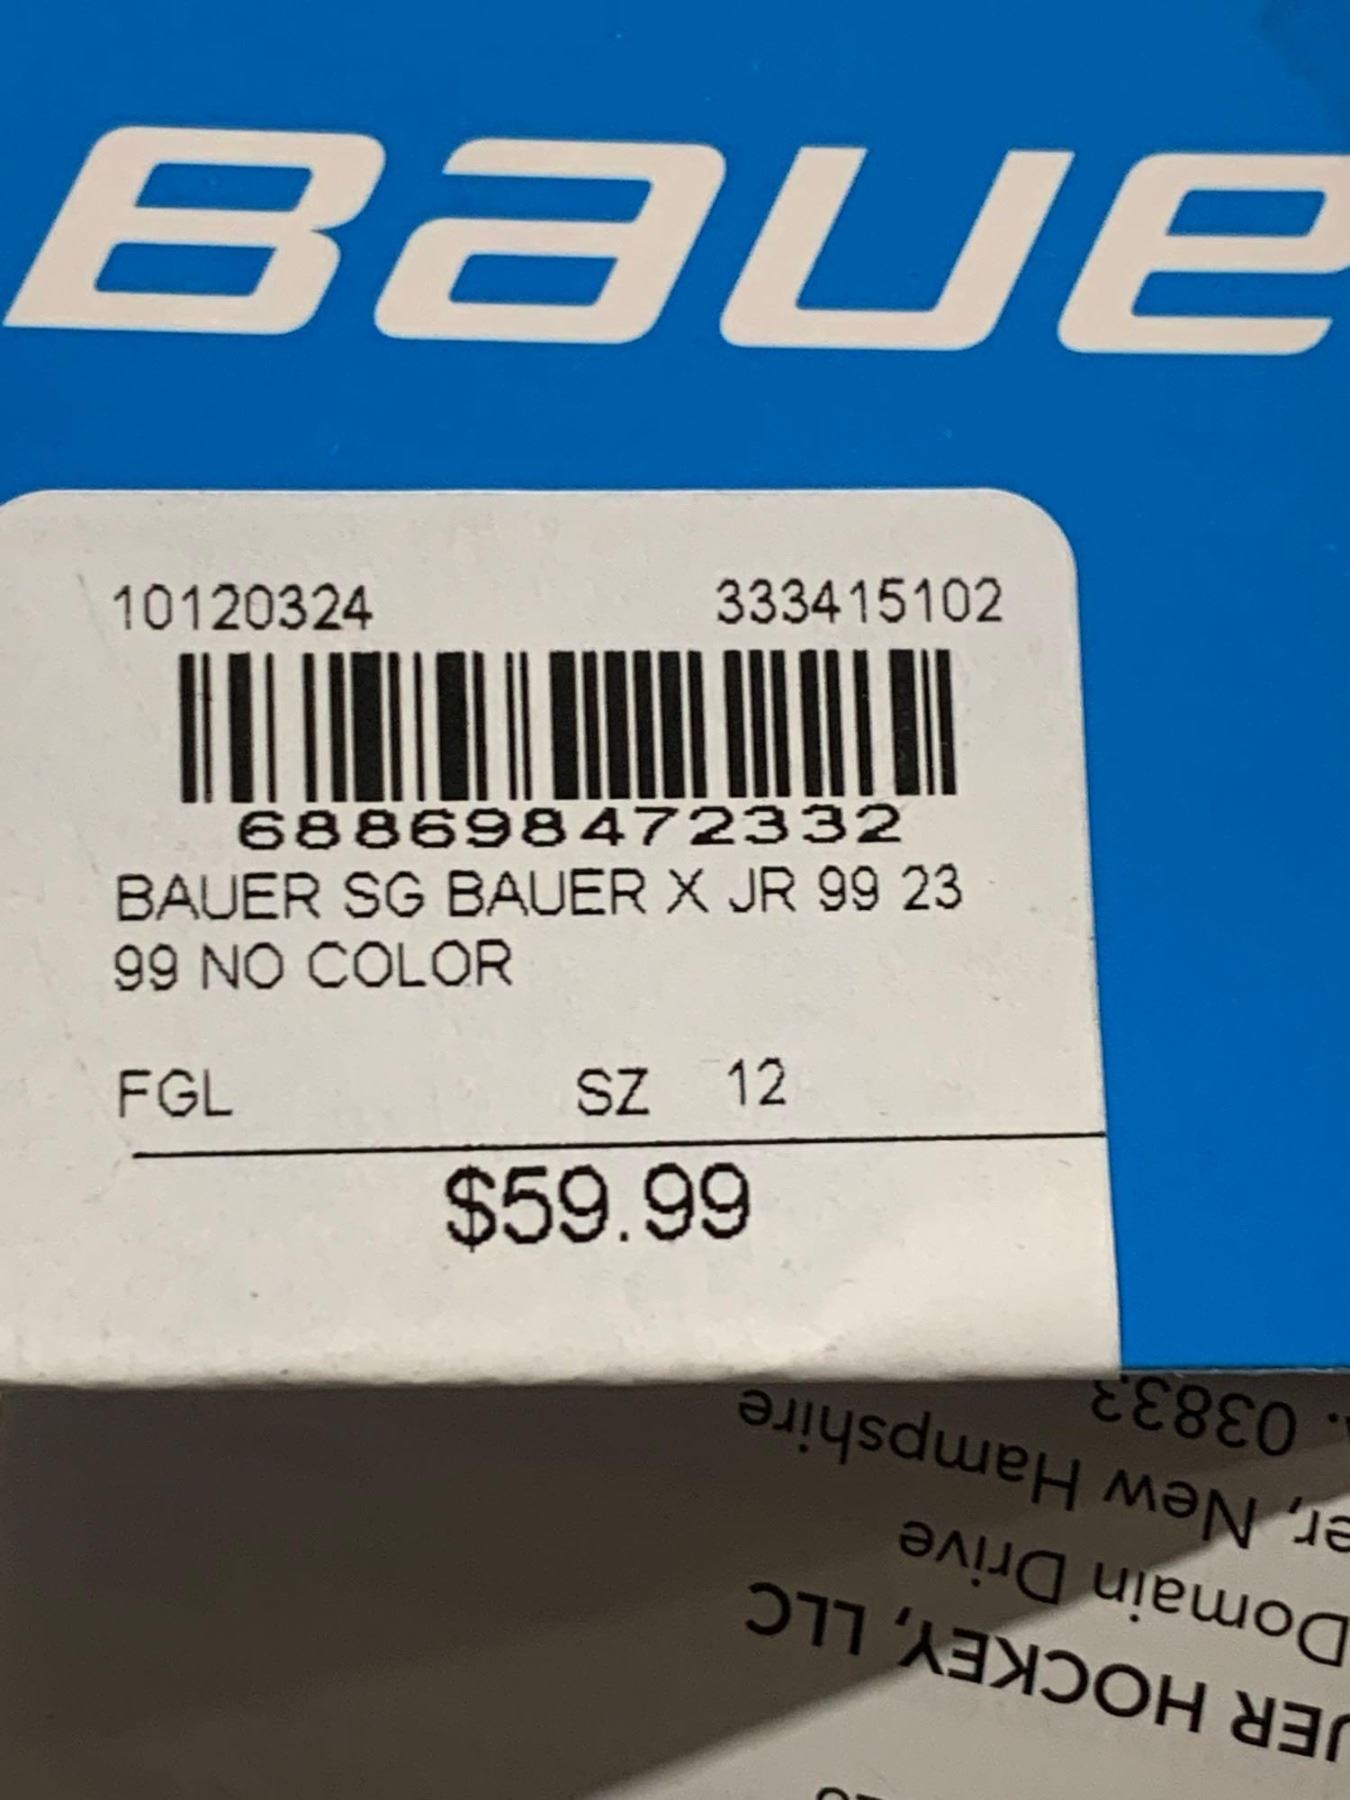 Baue
10120324 333415102
688698472332
BAUER SG BAUER X JR 99 23
99 NO COLOR
FGL SZ 12
$59.99
UER HOCKEY, LLC
Domain Drive
er, New Hampshire
03833